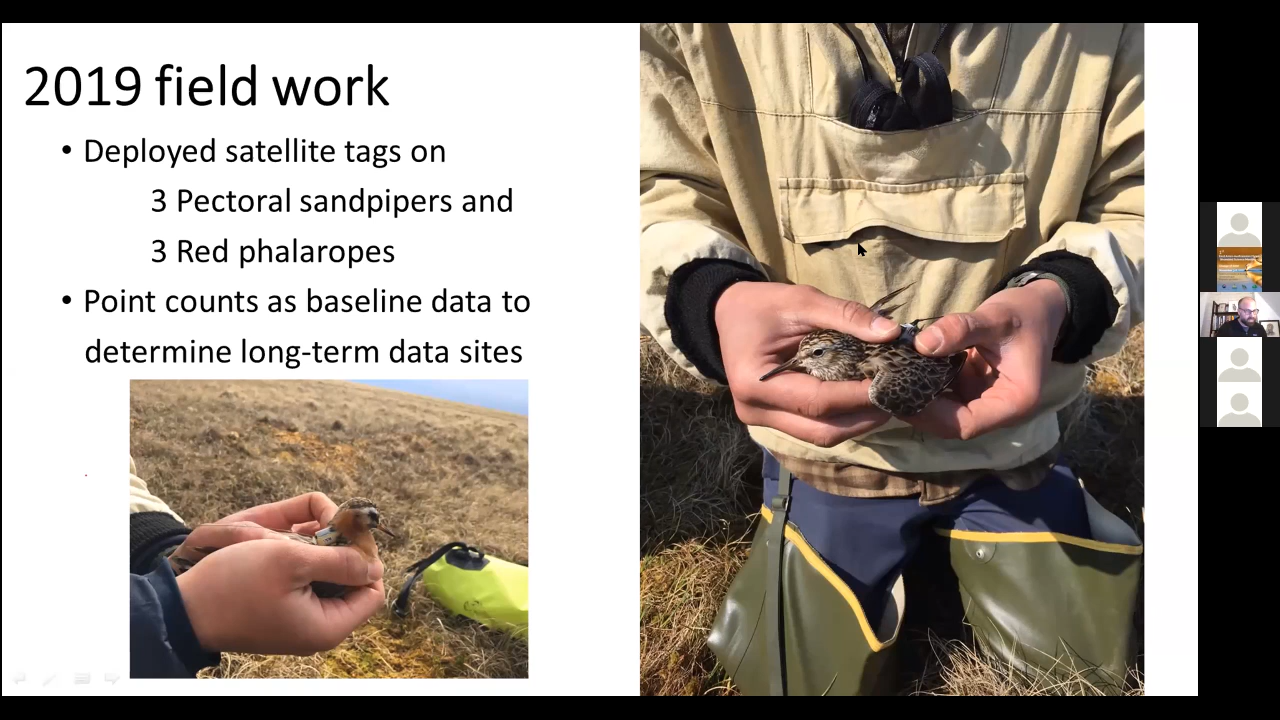 2019 field work
• Deployed satellite tags on
3 Pectoral sandpipers and
3 Red phalaropes
• Point counts as baseline data to
determine long-term data sites